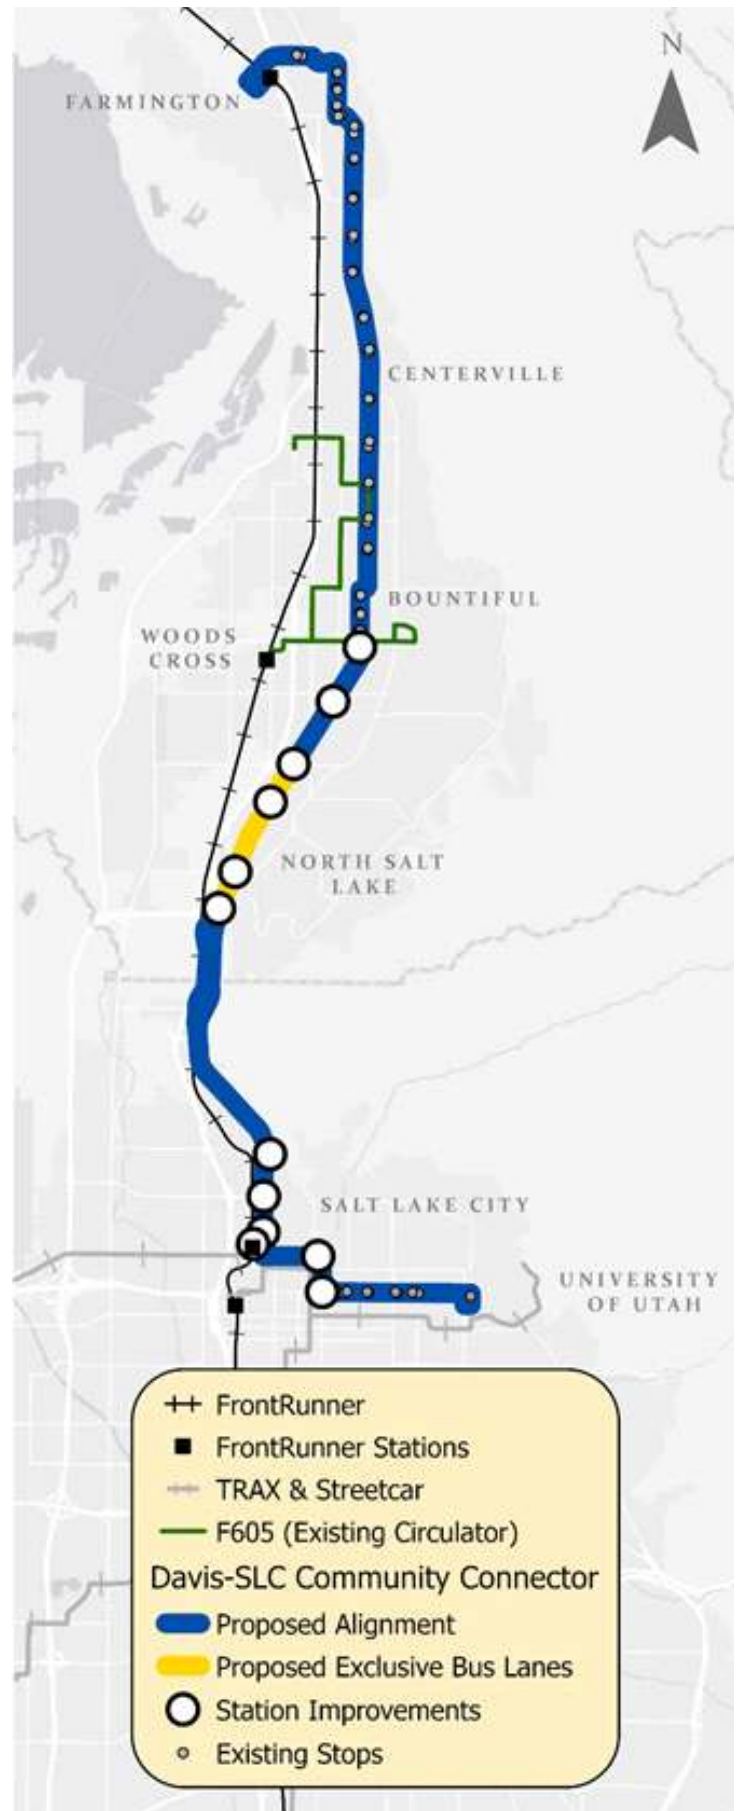 N
FARMINGTON
CENTERVILLE
BOUNTIFUL
WOODS
CROSS
NORTH SALT
LAKE
SALT LAKE CITY
UNIVERSITY
OF UTAH
FrontRunner
FrontRunner Stations
TRAX & Streetcar
F605 (Existing Circulator)
Davis-SLC Community Connector
Proposed Alignment
Proposed Exclusive Bus Lanes
Station Improvements
Existing Stops